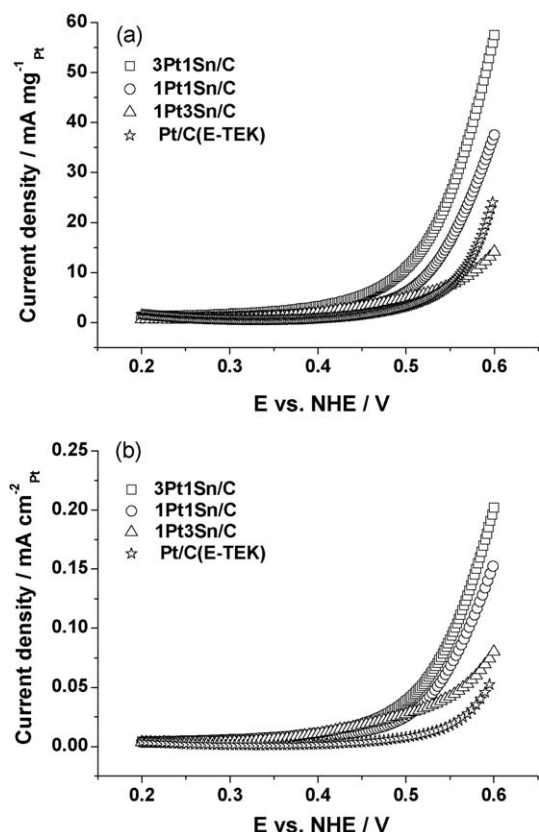 (a)
3Pt1Sn/C
1Pt1Sn/C
1Pt3Sn/C
Pt/C(E-TEK)
Current density / mA mg⁻¹ Pt
60
50
40
30
20
10
0
0.2 0.3 0.4 0.5 0.6
E vs. NHE / V
(b)
3Pt1Sn/C
1Pt1Sn/C
1Pt3Sn/C
Pt/C(E-TEK)
Current density / mA cm⁻² Pt
0.25
0.20
0.15
0.10
0.05
0.00
0.2 0.3 0.4 0.5 0.6
E vs. NHE / V